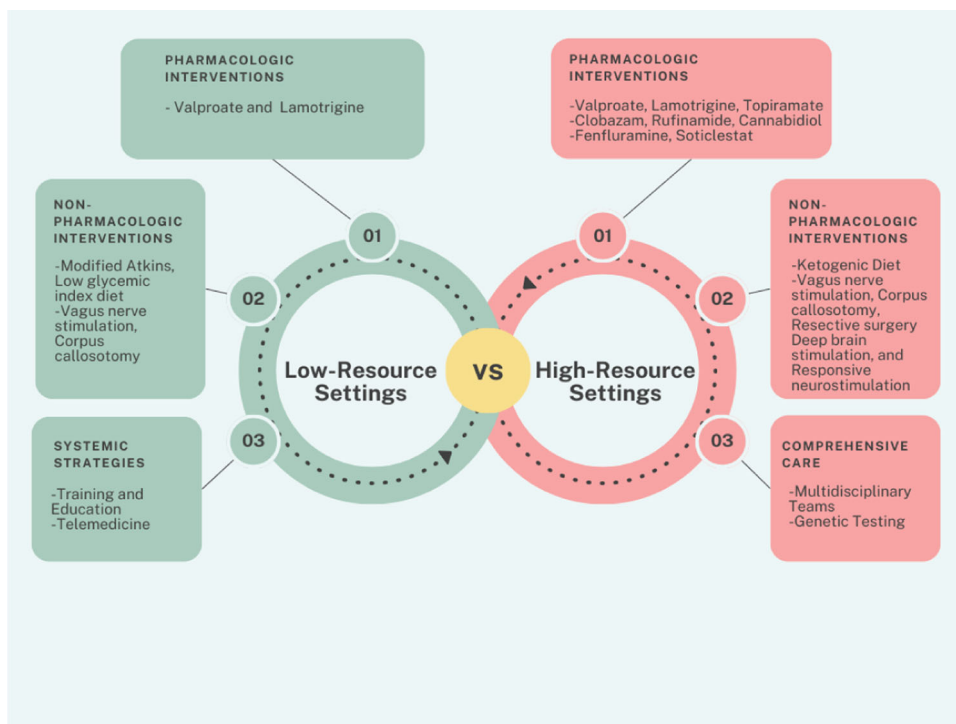 PHARMACOLOGIC
INTERVENTIONS
- Valproate and Lamotrigine
PHARMACOLOGIC
INTERVENTIONS
-Valproate, Lamotrigine, Topiramate
-Clobazam, Rufinamide, Cannabidiol
-Fenfluramine, Soticlestat
NON-
PHARMACOLOGIC
INTERVENTIONS
-Modified Atkins,
Low glycemic
index diet
-Vagus nerve
stimulation,
Corpus
callosotomy
01
02
03
Low-Resource
Settings
VS
High-Resource
Settings
01
02
03
NON-
PHARMACOLOGIC
INTERVENTIONS
-Ketogenic Diet
-Vagus nerve
stimulation, Corpus
callosotomy,
Resective surgery
Deep brain
stimulation, and
Responsive
neurostimulation
SYSTEMIC
STRATEGIES
-Training and
Education
-Telemedicine
COMPREHENSIVE
CARE
-Multidisciplinary
Teams
-Genetic Testing